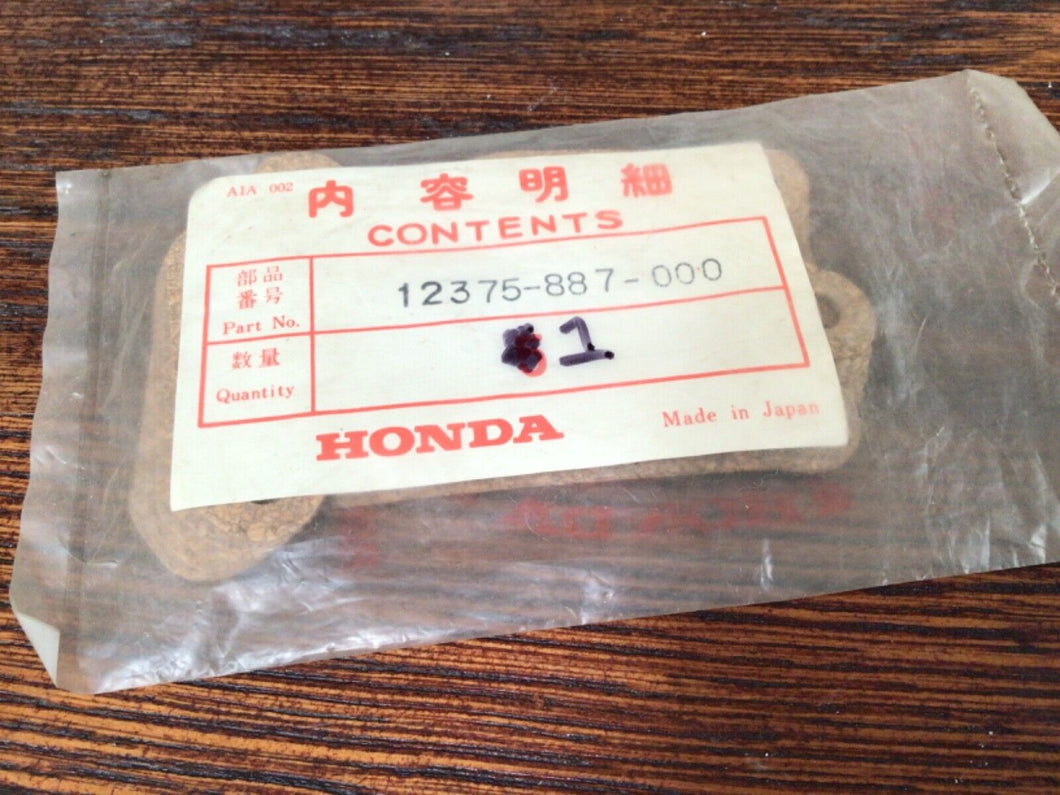 AIA 002
内容明細
CONTENTS
部品
番号
Part No.
12375-887-000
数量
Quantity
1
HONDA
Made in Japan